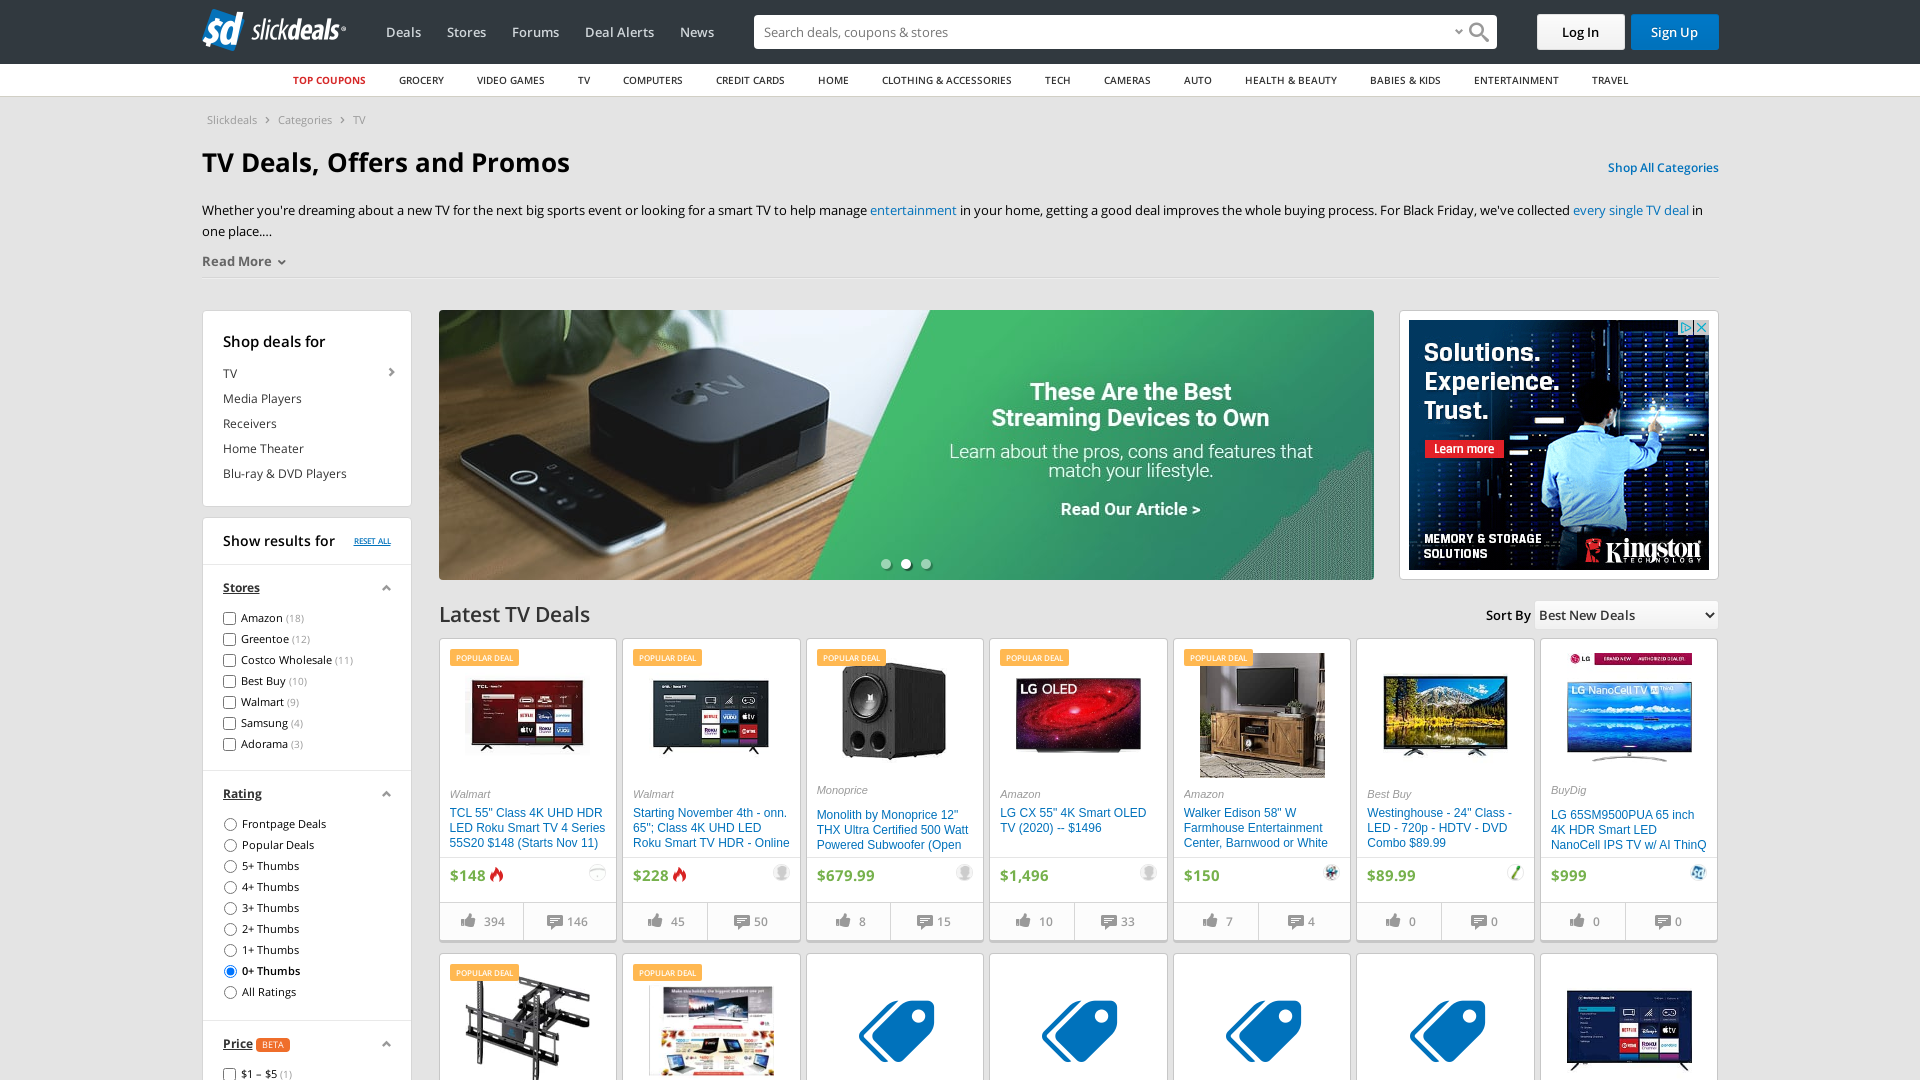 slickdeals
Deals
Stores
Forums
Deal Alerts
News
Search deals, coupons & stores
Log In
Sign Up
TOP COUPONS
GROCERY
VIDEO GAMES
TV
COMPUTERS
CREDIT CARDS
HOME
CLOTHING & ACCESSORIES
TECH
CAMERAS
AUTO
HEALTH & BEAUTY
BABIES & KIDS
ENTERTAINMENT
TRAVEL
Slickdeals > Categories > TV
TV Deals, Offers and Promos
Shop All Categories
Whether you're dreaming about a new TV for the next big sports event or looking for a smart TV to help manage entertainment in your home, getting a good deal improves the whole buying process. For Black Friday, we've collected every single TV deal in
one place....
Read More
Shop deals for
TV
Media Players
Receivers
Home Theater
Blu-ray & DVD Players
Show results for
RESET ALL
Stores
Amazon (18)
Greentoe (12)
Costco Wholesale (11)
Best Buy (10)
Walmart (9)
Samsung (4)
Adorama (3)
Rating
Frontpage Deals
Popular Deals
5+ Thumbs
4+ Thumbs
3+ Thumbs
2+ Thumbs
1+ Thumbs
0+ Thumbs
All Ratings
Price BETA
$1 – $5 (1)
tv
These Are the Best
Streaming Devices to Own
Learn about the pros, cons and features that
match your lifestyle.
Read Our Article >
Solutions.
Experience.
Trust.
Learn more
MEMORY & STORAGE
SOLUTIONS
Kingston
TECHNOLOGY
Latest TV Deals
Sort By
Best New Deals
POPULAR DEAL
Walmart
TCL 55" Class 4K UHD HDR
LED Roku Smart TV 4 Series
55S20 $148 (Starts Nov 11)
$148
394
146
POPULAR DEAL
Walmart
Starting November 4th - onn.
65"; Class 4K UHD LED
Roku Smart TV HDR - Online
$228
45
50
POPULAR DEAL
Monoprice
Monolith by Monoprice 12"
THX Ultra Certified 500 Watt
Powered Subwoofer (Open
$679.99
8
15
POPULAR DEAL
LG OLED
Amazon
LG CX 55" 4K Smart OLED
TV (2020) -- $1496
$1,496
10
33
POPULAR DEAL
Amazon
Walker Edison 58" W
Farmhouse Entertainment
Center, Barnwood or White
$150
7
4
Best Buy
Westinghouse - 24" Class -
LED - 720p - HDTV - DVD
Combo $89.99
$89.99
0
0
LG
BRAND NEW
AUTHORIZED DEALER
LG NanoCell TV
BuyDig
LG 65SM9500PUA 65 inch
4K HDR Smart LED
NanoCell IPS TV w/ AI ThinQ
$999
0
0
POPULAR DEAL
POPULAR DEAL